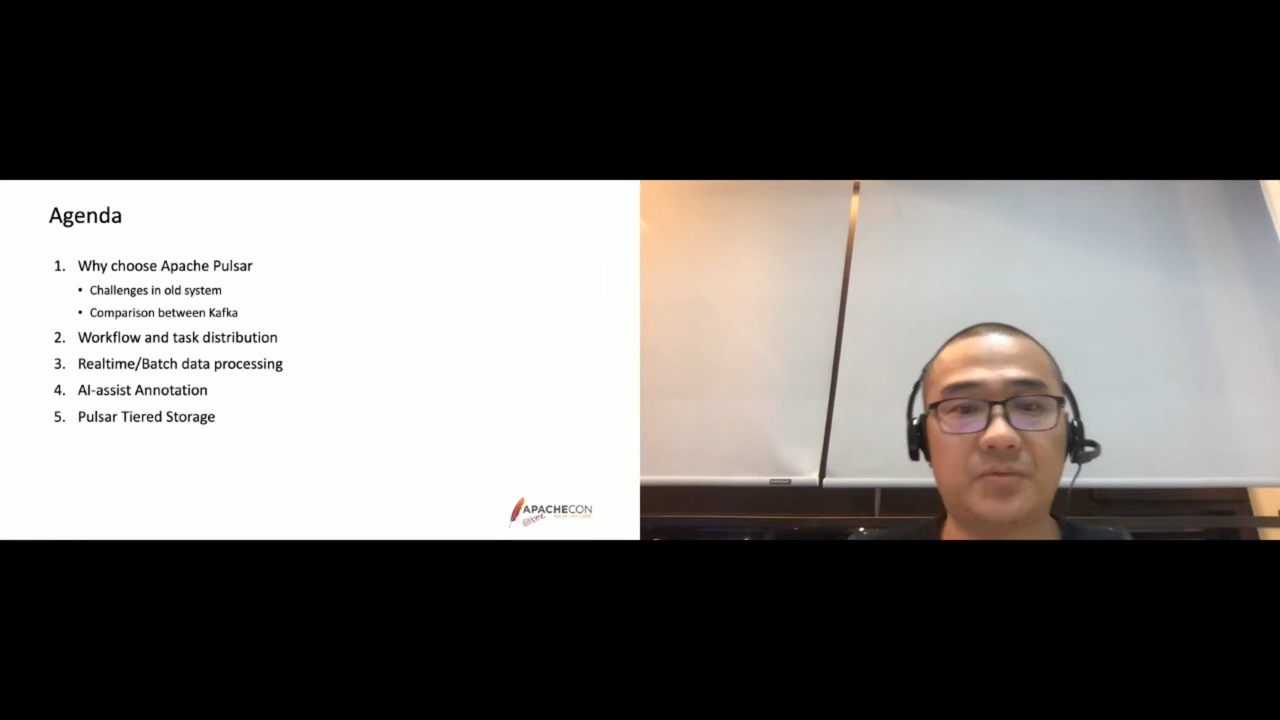 Agenda
1. Why choose Apache Pulsar
• Challenges in old system
• Comparison between Kafka
2. Workflow and task distribution
3. Realtime/Batch data processing
4. AI-assist Annotation
5. Pulsar Tiered Storage
APACHECON
@Home